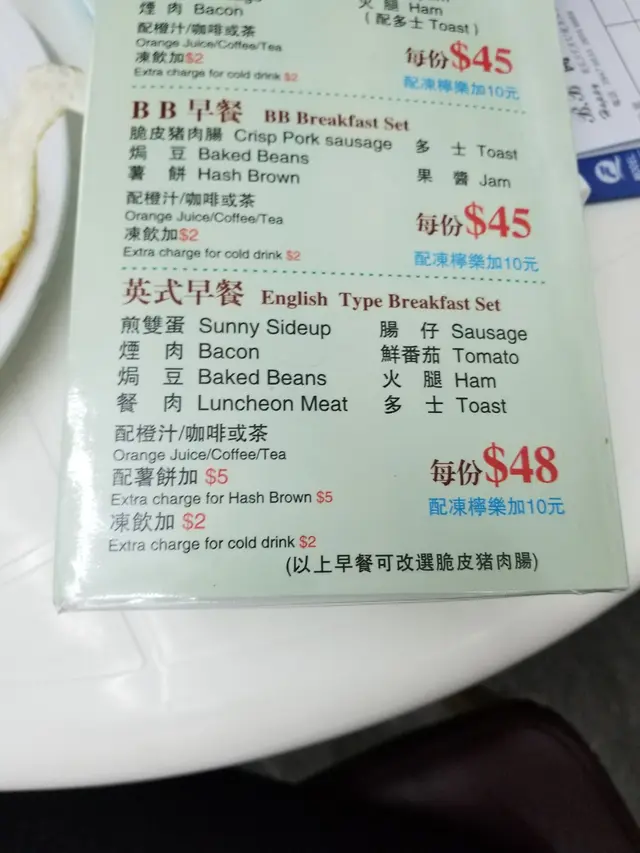 煙 肉 Bacon
火 腿 Ham
(配多士 Toast)
配橙汁/咖啡或茶
Orange Juice/Coffee/Tea
凍飲加$2
Extra charge for cold drink $2
每份$45
配凍檸樂加10元
B B 早餐 BB Breakfast Set
脆皮豬肉腸 Crisp Pork sausage
多 士 Toast
焗 豆 Baked Beans
薯 餅 Hash Brown
果 醬 Jam
配橙汁/咖啡或茶
Orange Juice/Coffee/Tea
凍飲加$2
Extra charge for cold drink $2
每份$45
配凍檸樂加10元
英式早餐 English Type Breakfast Set
煎雙蛋 Sunny Sideup
腸 仔 Sausage
煙 肉 Bacon
鮮番茄 Tomato
焗 豆 Baked Beans
火 腿 Ham
餐 肉 Luncheon Meat
多 士 Toast
配橙汁/咖啡或茶
Orange Juice/Coffee/Tea
配薯餅加 $5
Extra charge for Hash Brown $5
凍飲加 $2
Extra charge for cold drink $2
每份$48
配凍檸樂加10元
(以上早餐可改選脆皮豬肉腸)